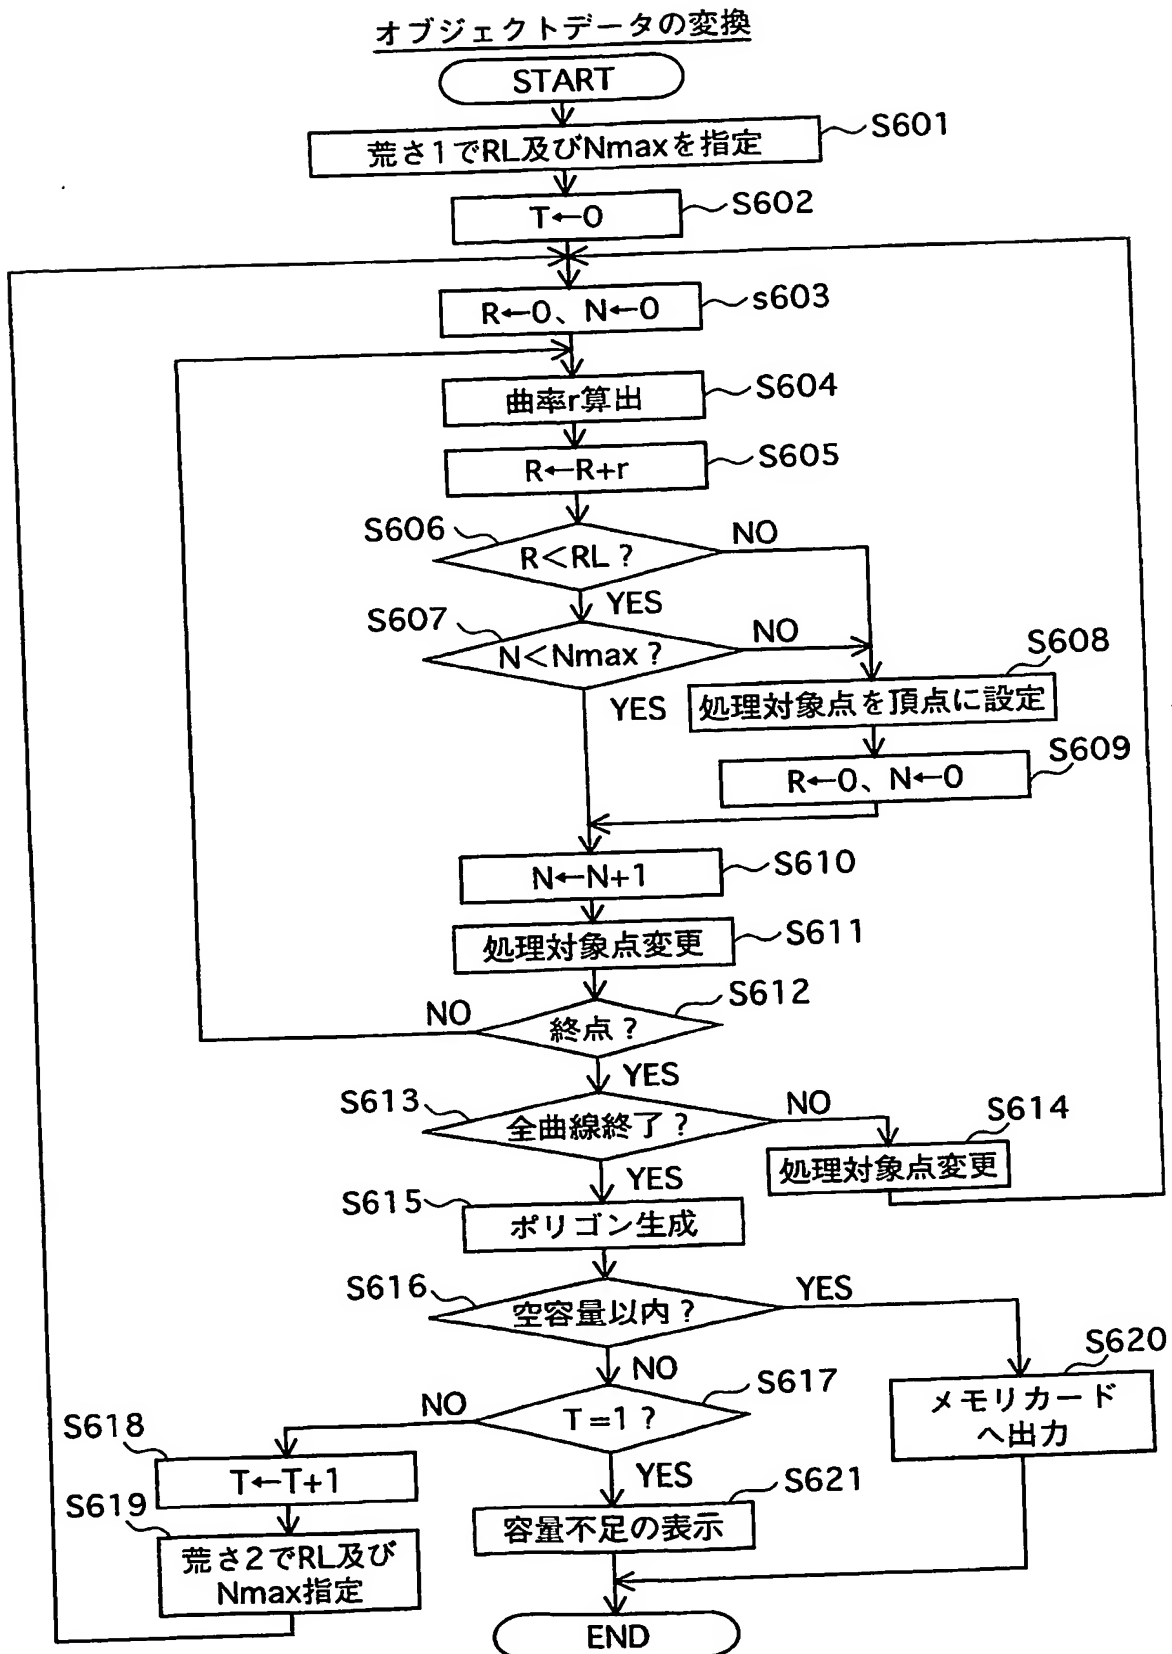 オブジェクトデータの変換
START
荒さ1でRL及びNmaxを指定
S601
T←0
S602
R←0、N←0
s603
曲率r算出
S604
R←R+r
S605
S606
R<RL?
NO
YES
S607
N<Nmax?
NO
YES
S608
処理対象点を頂点に設定
S609
R←0、N←0
N←N+1
S610
処理対象点変更
S611
終点?
S612
NO
YES
S613
全曲線終了?
NO
YES
S614
処理対象点変更
S615
ポリゴン生成
S616
空容量以内?
YES
NO
S617
T=1?
NO
YES
S618
T←T+1
S619
荒さ2でRL及び
Nmax指定
S620
メモリカード
へ出力
S621
容量不足の表示
END